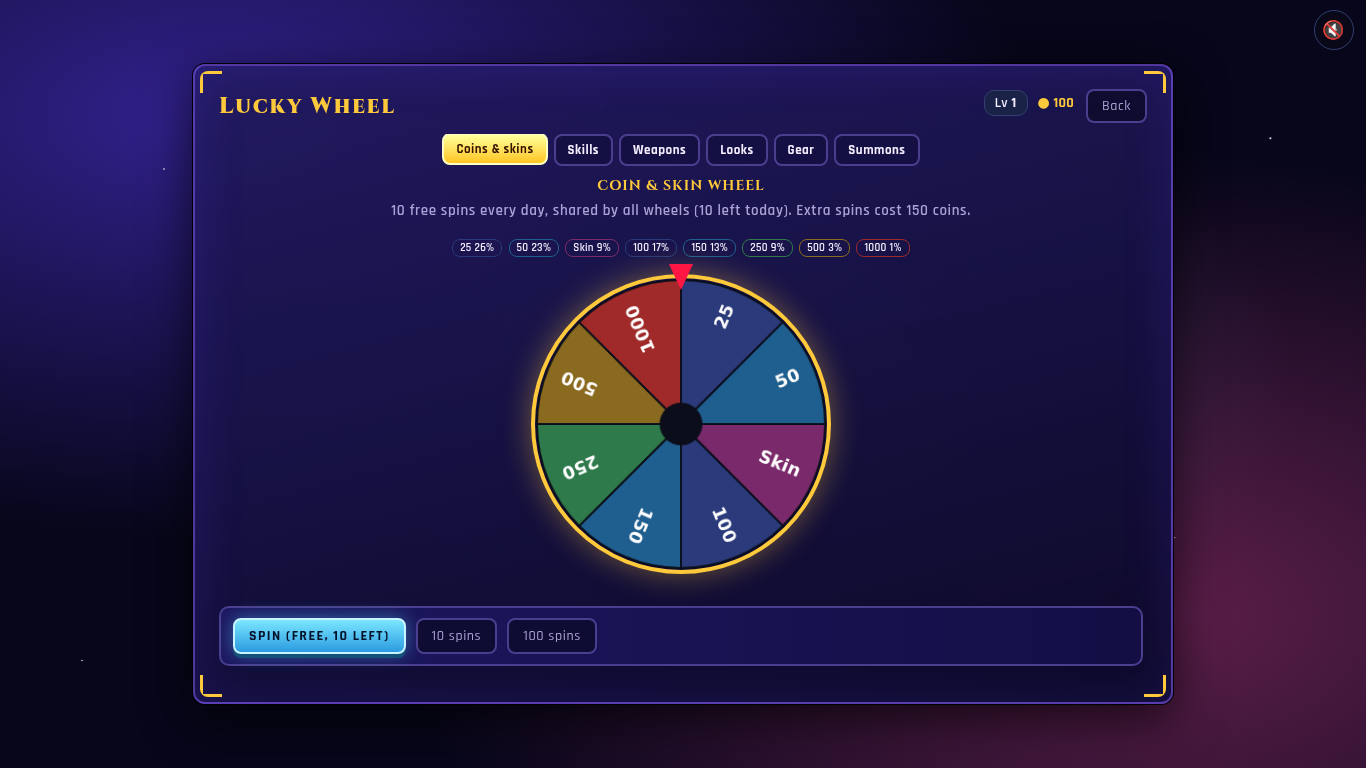 Lucky Wheel
Lv 1
100
Back
Coins & skins
Skills
Weapons
Looks
Gear
Summons
COIN & SKIN WHEEL
10 free spins every day, shared by all wheels (10 left today). Extra spins cost 150 coins.
25 26%
50 23%
Skin 9%
100 17%
150 13%
250 9%
500 3%
1000 1%
25
50
Skin
100
150
250
500
1000
SPIN (FREE, 10 LEFT)
10 spins
100 spins